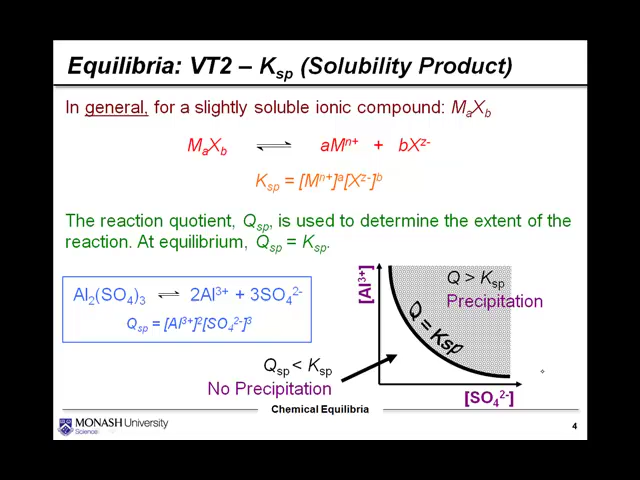 Equilibria: VT2 – Ksp (Solubility Product)
In general, for a slightly soluble ionic compound: MaXb
MaXb ⇌ aMⁿ⁺ + bXᶻ⁻
Ksp = [Mⁿ⁺]ᵃ[Xᶻ⁻]ᵇ
The reaction quotient, Qsp, is used to determine the extent of the
reaction. At equilibrium, Qsp = Ksp.
Al₂(SO₄)₃ ⇌ 2Al³⁺ + 3SO₄²⁻
Qsp = [Al³⁺]²[SO₄²⁻]³
[Al³⁺]
Q > Ksp
Precipitation
Q = Ksp
Qsp < Ksp
No Precipitation
[SO₄²⁻]
Chemical Equilibria
MONASH University
Science
4